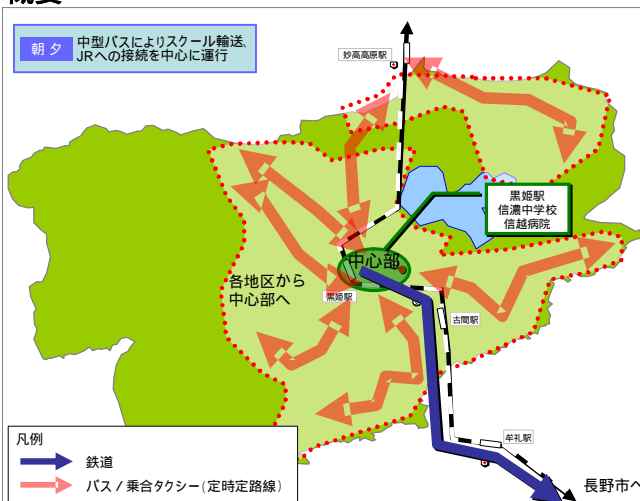 概要
朝夕
中型バスによりスクール輸送、
JRへの接続を中心に運行
妙高高原駅
黒姫駅
信濃中学校
信越病院
中心部
各地区から
中心部へ
黒姫駅
古間駅
牟礼駅
長野市へ
凡例
鉄道
バス/乗合タクシー(定時定路線)